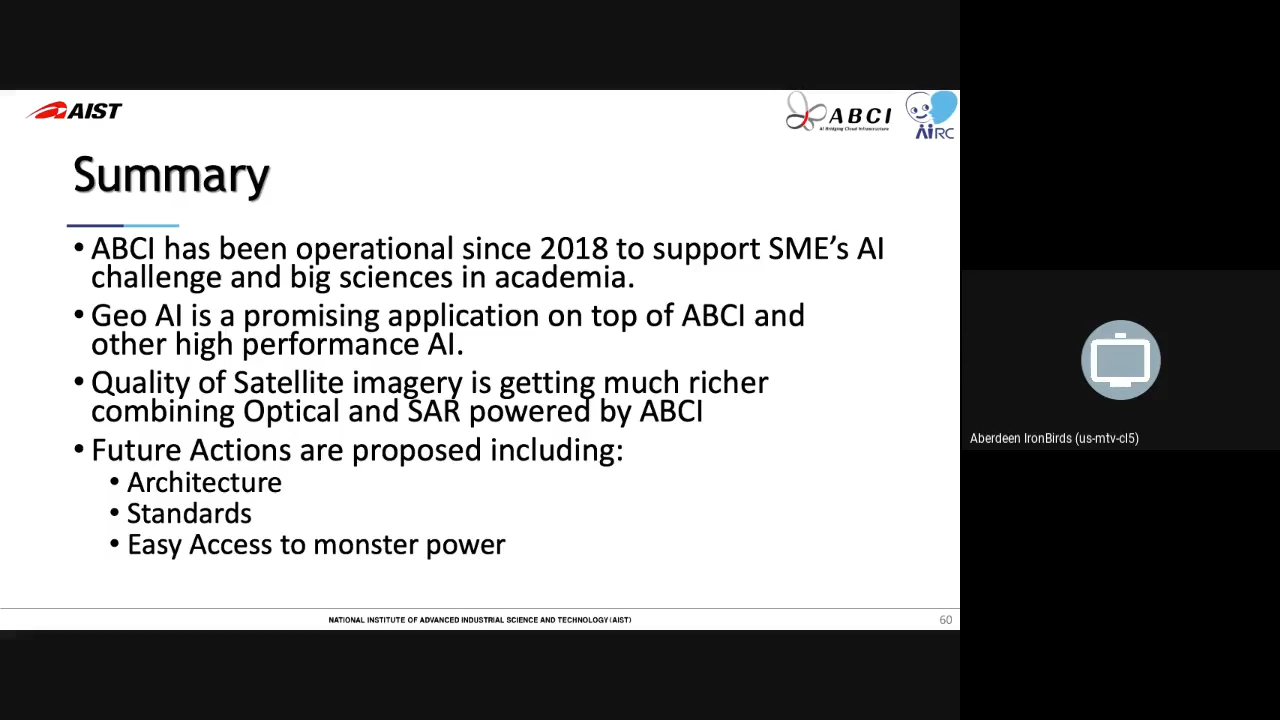 AIST
ABCI
AI Bridging Cloud Infrastructure
AIRC
Summary
• ABCI has been operational since 2018 to support SME’s AI
challenge and big sciences in academia.
• Geo AI is a promising application on top of ABCI and
other high performance AI.
• Quality of Satellite imagery is getting much richer
combining Optical and SAR powered by ABCI
• Future Actions are proposed including:
• Architecture
• Standards
• Easy Access to monster power
NATIONAL INSTITUTE OF ADVANCED INDUSTRIAL SCIENCE AND TECHNOLOGY (AIST)
60
Aberdeen IronBirds (us-mtv-cl5)